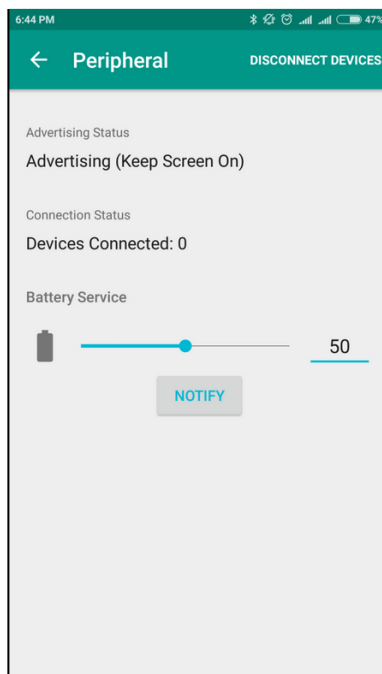 6:44 PM 47%
Peripheral DISCONNECT DEVICES
Advertising Status
Advertising (Keep Screen On)
Connection Status
Devices Connected: 0
Battery Service
50
NOTIFY